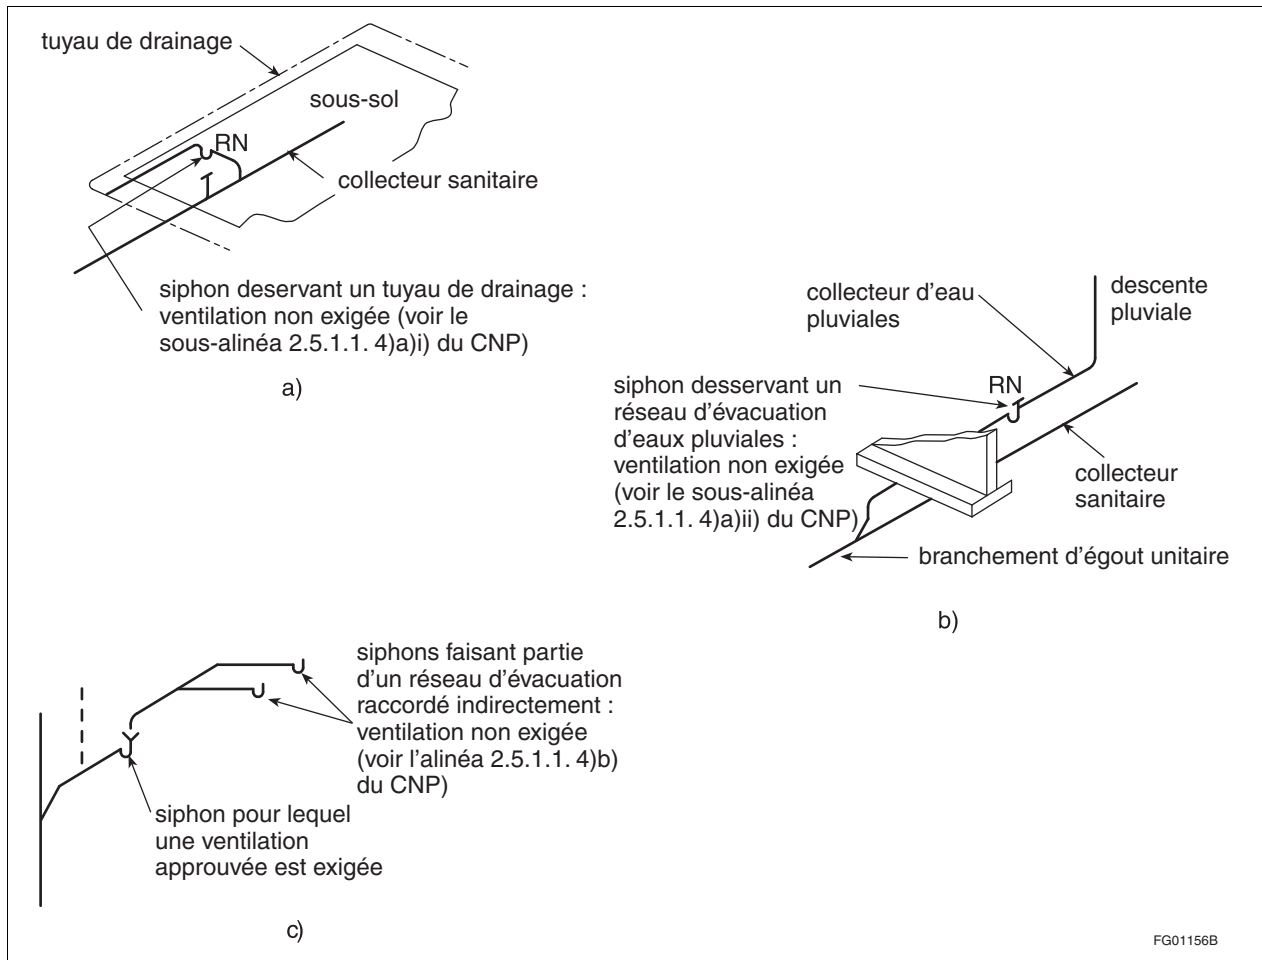 tuyau de drainage
sous-sol
RN
collecteur sanitaire
siphon deservant un tuyau de drainage :
ventilation non exigée (voir le
sous-alinéa 2.5.1.1. 4)a)i) du CNP)
a)
collecteur d'eau
pluviales
descente
pluviale
siphon desservant un
réseau d'évacuation
d'eaux pluviales :
ventilation non exigée
(voir le sous-alinéa
2.5.1.1. 4)a)ii) du CNP)
RN
collecteur
sanitaire
branchement d'égout unitaire
b)
siphons faisant partie
d'un réseau d'évacuation
raccordé indirectement :
ventilation non exigée
(voir l'alinéa 2.5.1.1. 4)b)
du CNP)
siphon pour lequel
une ventilation
approuvée est exigée
c)
FG01156B